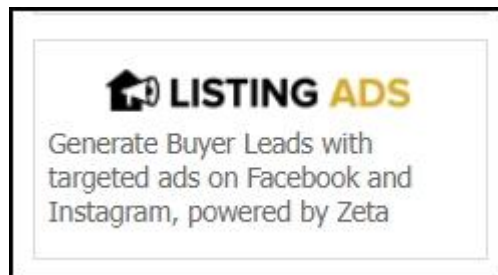 LISTING ADS
Generate Buyer Leads with
targeted ads on Facebook and
Instagram, powered by Zeta